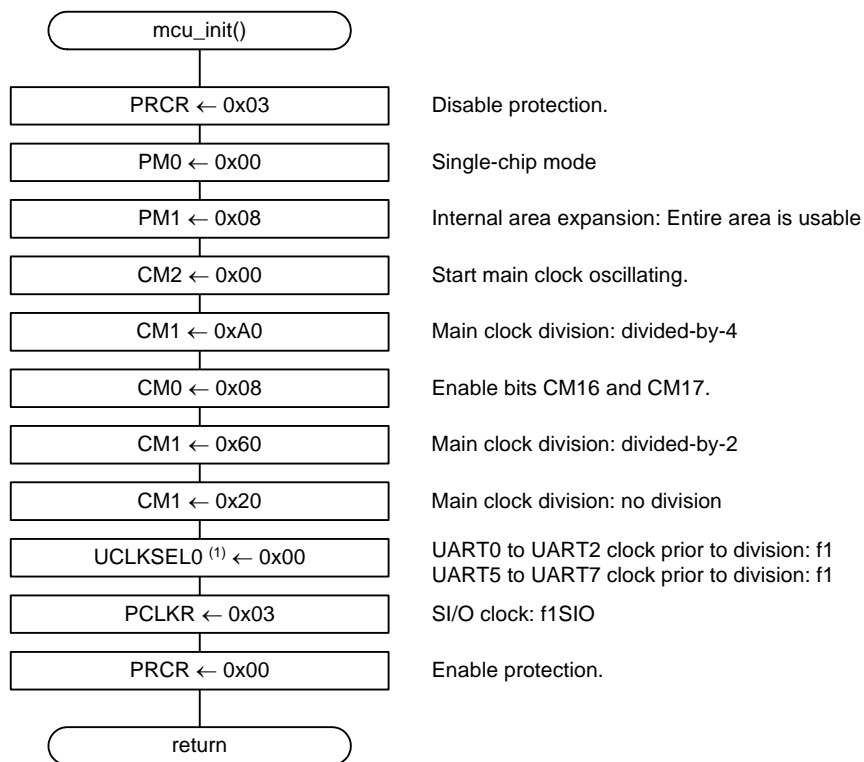 mcu_init()
PRCR ← 0x03 Disable protection.
PM0 ← 0x00 Single-chip mode
PM1 ← 0x08 Internal area expansion: Entire area is usable
CM2 ← 0x00 Start main clock oscillating.
CM1 ← 0xA0 Main clock division: divided-by-4
CM0 ← 0x08 Enable bits CM16 and CM17.
CM1 ← 0x60 Main clock division: divided-by-2
CM1 ← 0x20 Main clock division: no division
UCLKSEL0 (1) ← 0x00 UART0 to UART2 clock prior to division: f1
UART5 to UART7 clock prior to division: f1
PCLKR ← 0x03 SI/O clock: f1SIO
PRCR ← 0x00 Enable protection.
return